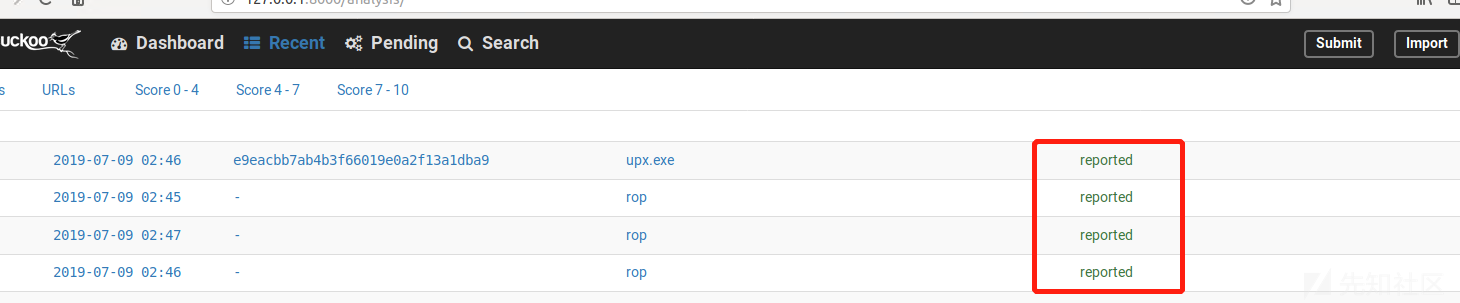 127.0.0.1:8000/analysis/
uckoo Dashboard Recent Pending Search Submit Import
s URLs Score 0 - 4 Score 4 - 7 Score 7 - 10
2019-07-09 02:46 e9eacbb7ab4b3f66019e0a2f13a1dba9 upx.exe reported
2019-07-09 02:45 - rop reported
2019-07-09 02:47 - rop reported
2019-07-09 02:46 - rop reported
先知社区